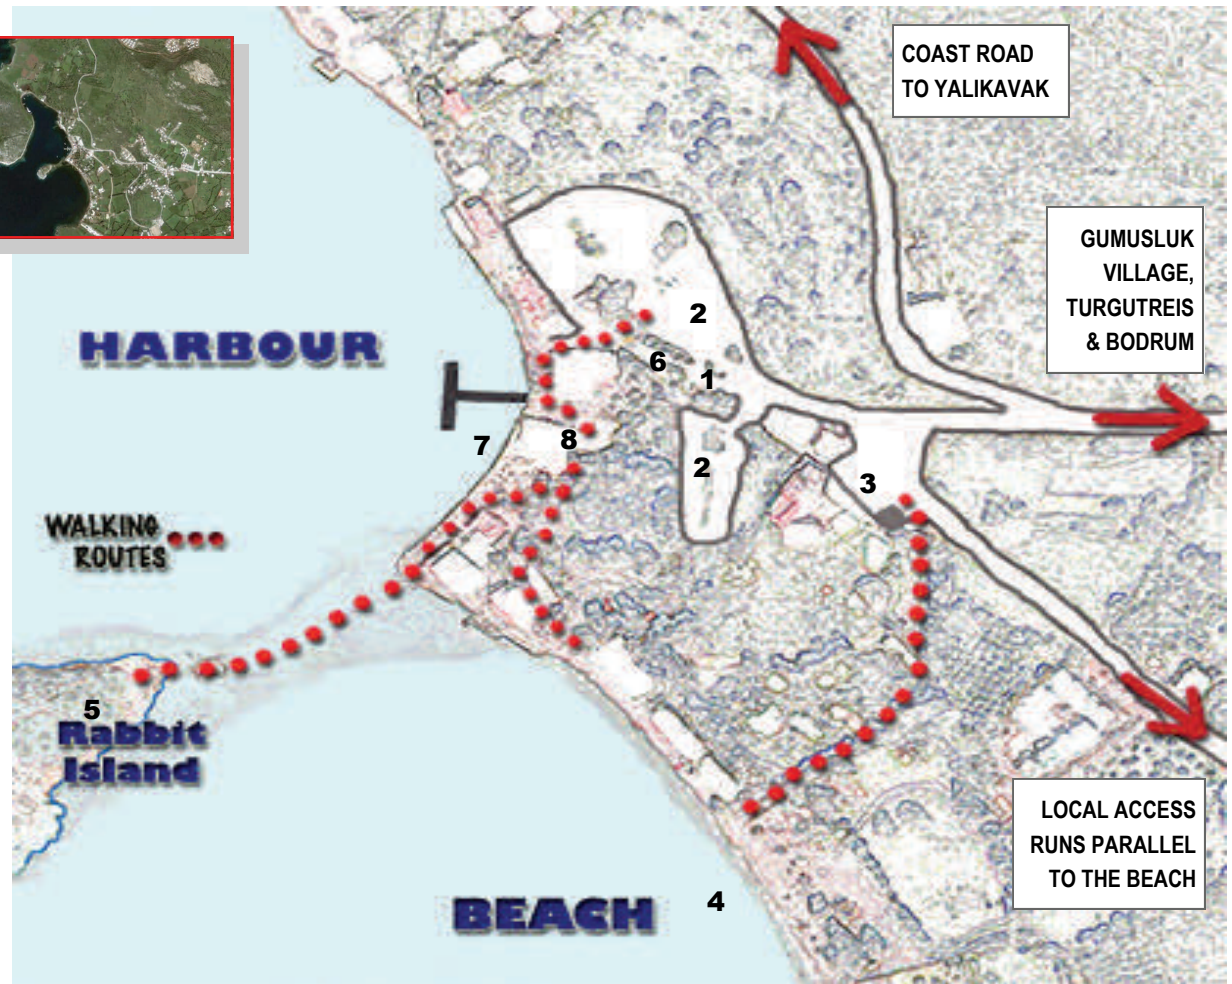 COAST ROAD
TO YALIKAVAK
GUMUSLUK
VILLAGE,
TURGUTREIS
& BODRUM
HARBOUR
2
6
1
7
8
2
3
WALKING
ROUTES
5
Rabbit
Island
LOCAL ACCESS
RUNS PARALLEL
TO THE BEACH
BEACH
4